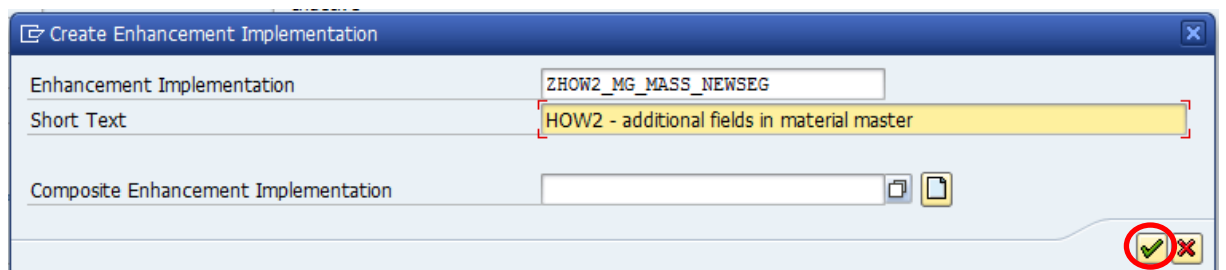 Create Enhancement Implementation
Enhancement Implementation ZHOW2_MG_MASS_NEWSEG
Short Text HOW2 - additional fields in material master
Composite Enhancement Implementation